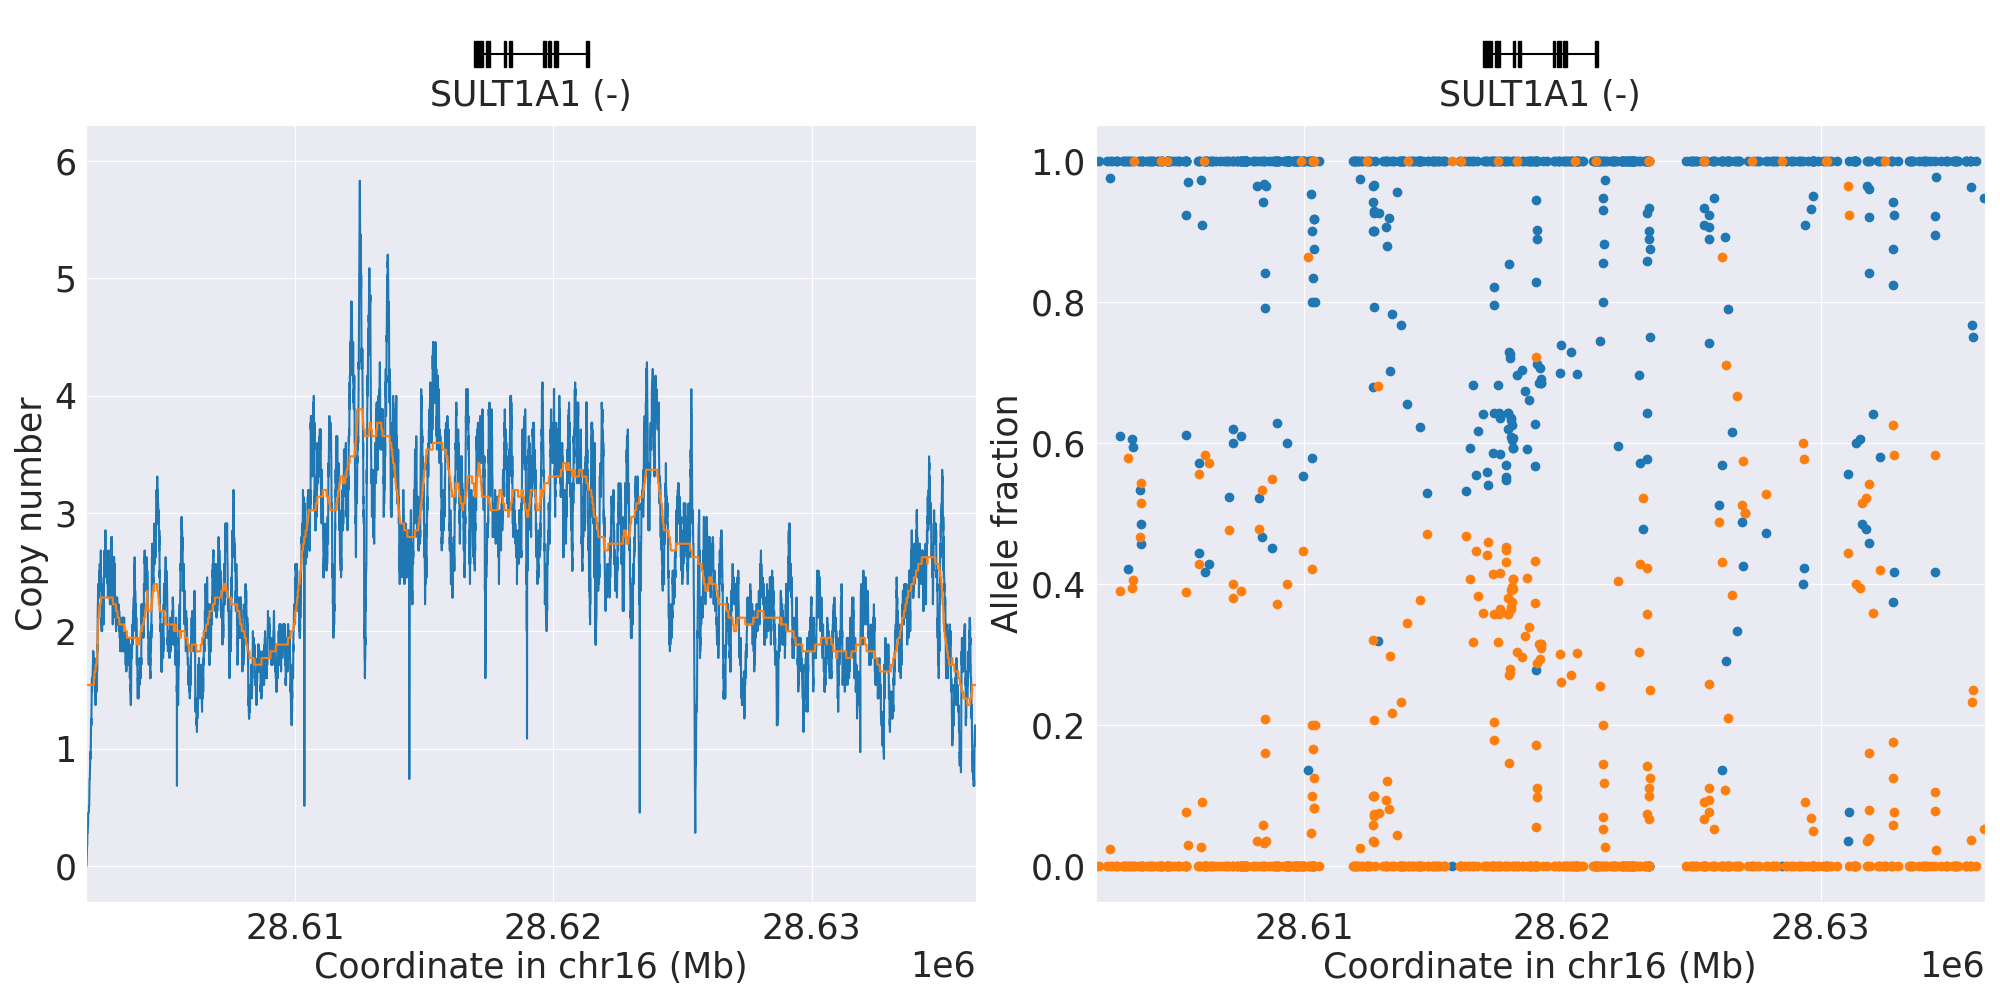 SULT1A1 (-)
6
5
4
3
2
1
0
Copy number
28.61
28.62
28.63
Coordinate in chr16 (Mb)
1e6
SULT1A1 (-)
1.0
0.8
0.6
0.4
0.2
0.0
Allele fraction
28.61
28.62
28.63
Coordinate in chr16 (Mb)
1e6